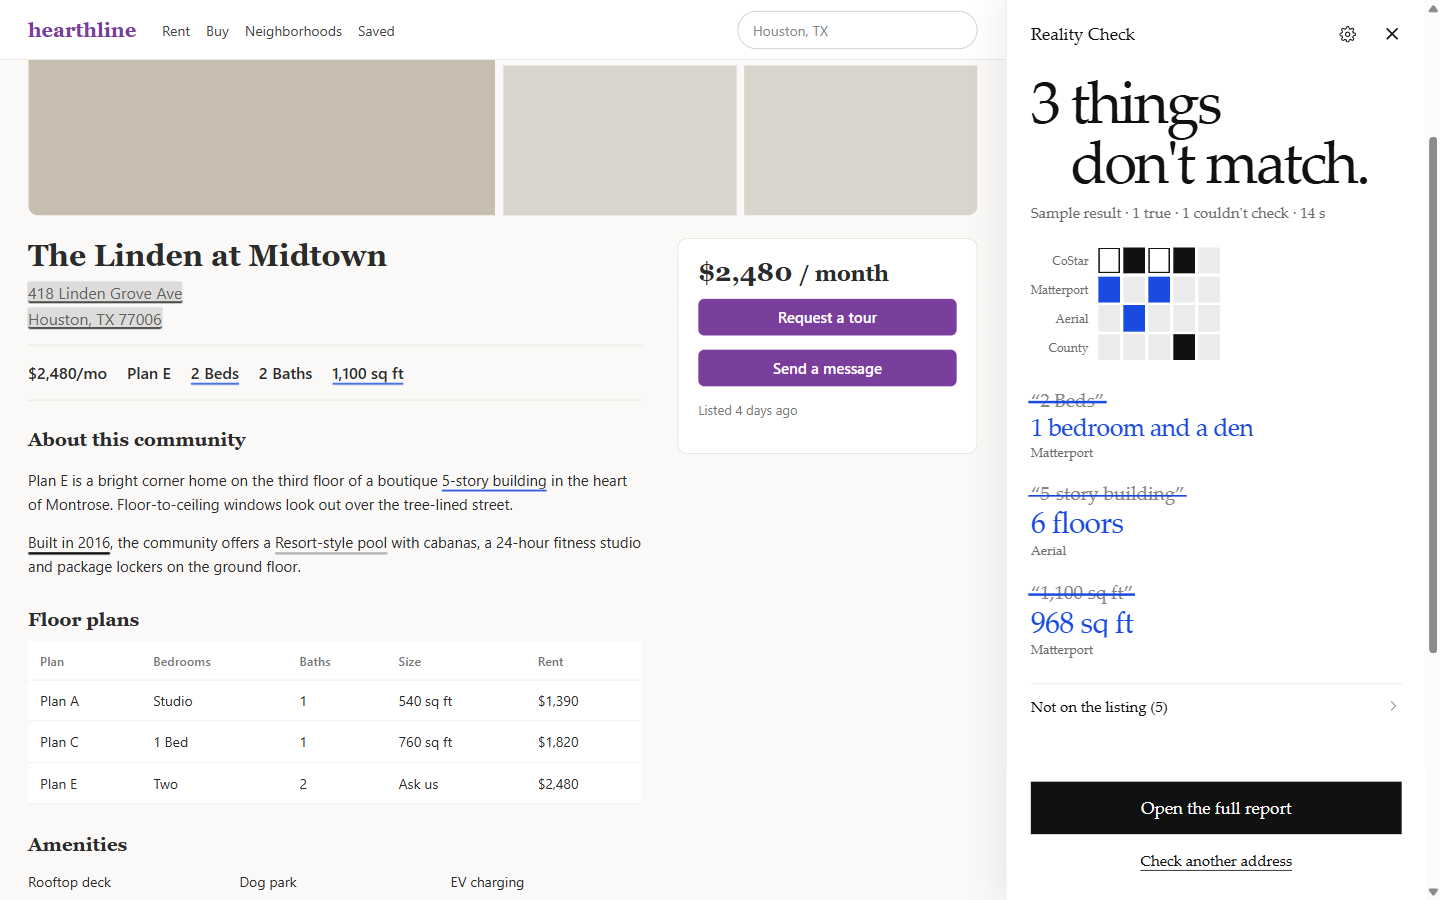 hearthline
Rent Buy Neighborhoods Saved
Houston, TX
The Linden at Midtown
418 Linden Grove Ave
Houston, TX 77006
$2,480/mo Plan E 2 Beds 2 Baths 1,100 sq ft
About this community
Plan E is a bright corner home on the third floor of a boutique 5-story building in the heart
of Montrose. Floor-to-ceiling windows look out over the tree-lined street.
Built in 2016, the community offers a Resort-style pool with cabanas, a 24-hour fitness studio
and package lockers on the ground floor.
Floor plans
Plan Bedrooms Baths Size Rent
Plan A Studio 1 540 sq ft $1,390
Plan C 1 Bed 1 760 sq ft $1,820
Plan E Two 2 Ask us $2,480
Amenities
Rooftop deck Dog park EV charging
$2,480 / month
Request a tour
Send a message
Listed 4 days ago
Reality Check
3 things
don't match.
Sample result · 1 true · 1 couldn't check · 14 s
CoStar
Matterport
Aerial
County
“2 Beds”
1 bedroom and a den
Matterport
“5-story building”
6 floors
Aerial
“1,100 sq ft”
968 sq ft
Matterport
Not on the listing (5)
Open the full report
Check another address